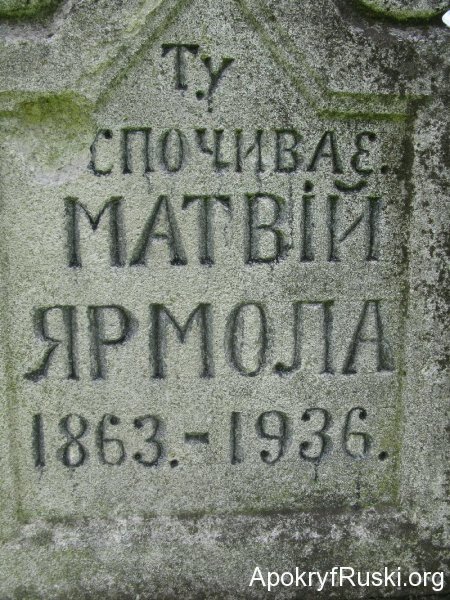 Ту
спочиває.
МАТВІЙ
ЯРМОЛА
1863.-1936.
ApokryfRuski.org